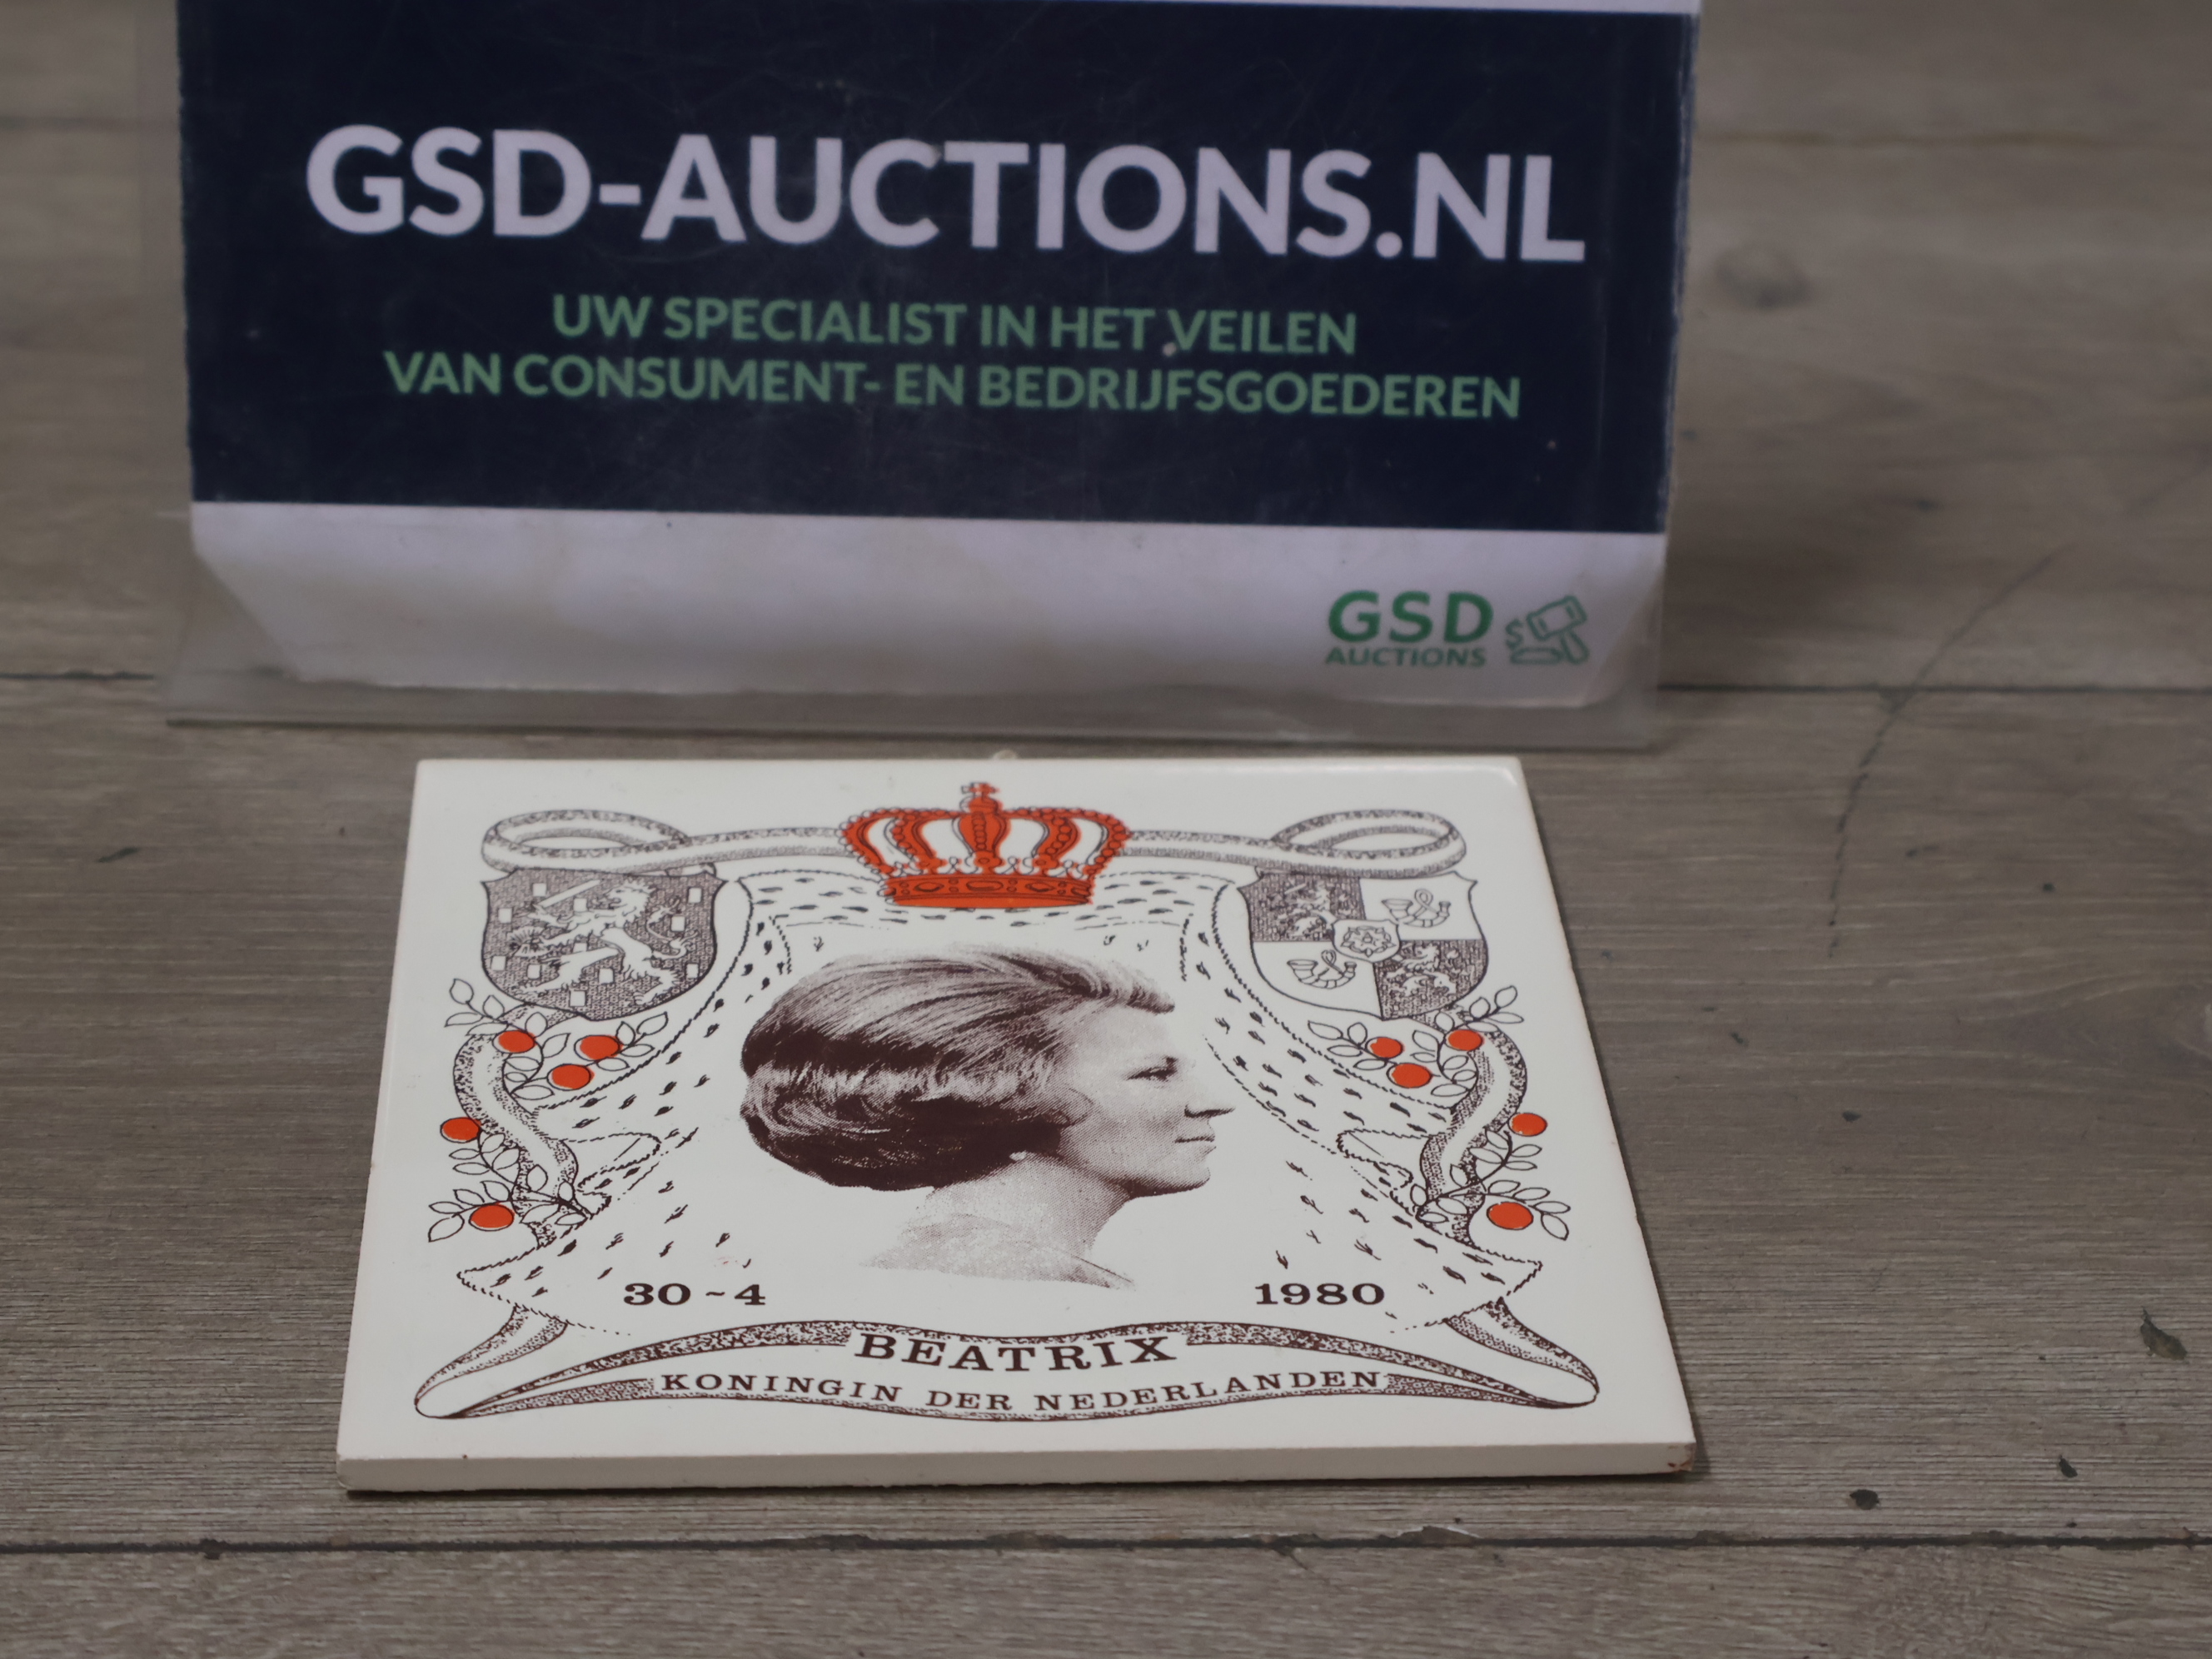 GSD-AUCTIONS.NL
UW SPECIALIST IN HET VEILEN
VAN CONSUMENT- EN BEDRIJFSGOEDEREN
GSD
AUCTIONS
30~4 1980
BEATRIX
KONINGIN DER NEDERLANDEN